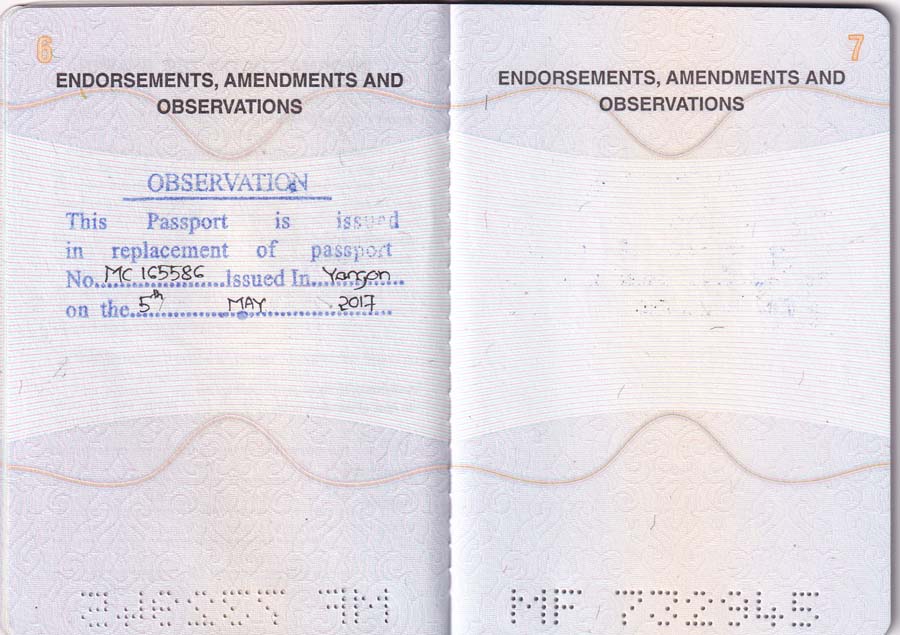 6
ENDORSEMENTS, AMENDMENTS AND
OBSERVATIONS
OBSERVATION
This Passport is issued
in replacement of passport
No. MC 165586 Issued In Yangon
on the 5th MAY 2017
7
ENDORSEMENTS, AMENDMENTS AND
OBSERVATIONS
MF 732945